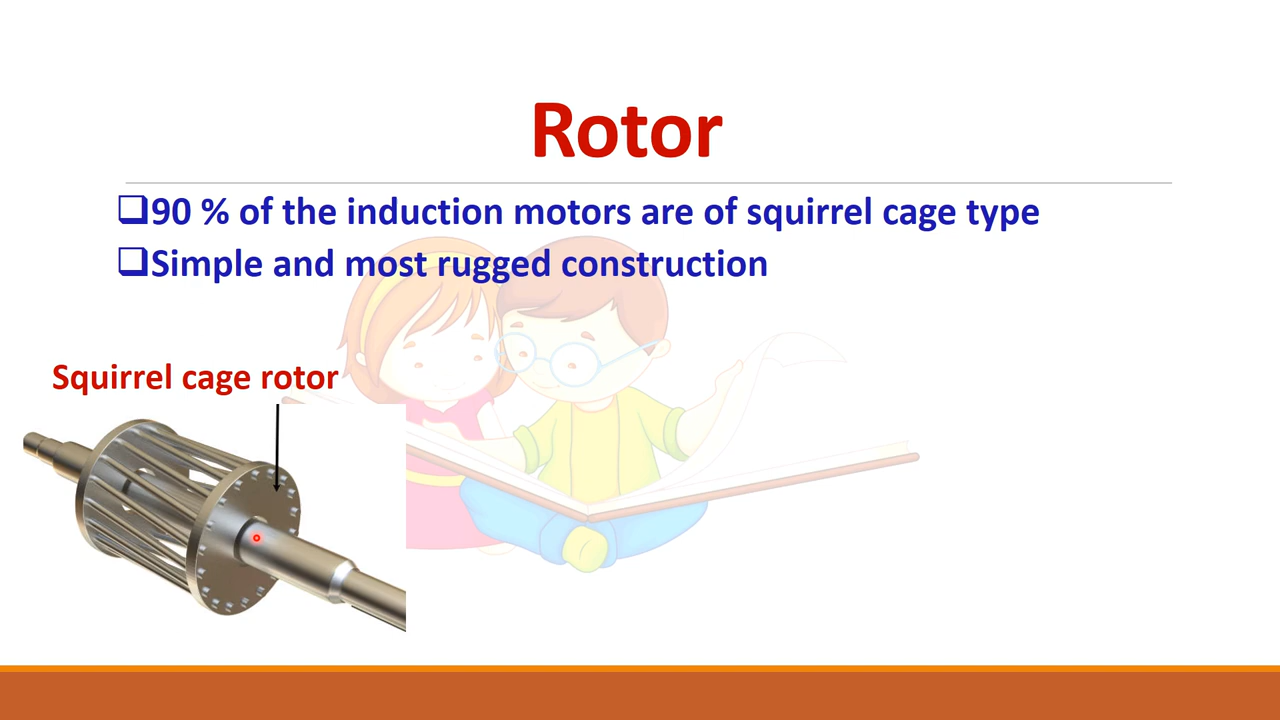 Rotor
❑90 % of the induction motors are of squirrel cage type
❑Simple and most rugged construction
Squirrel cage rotor